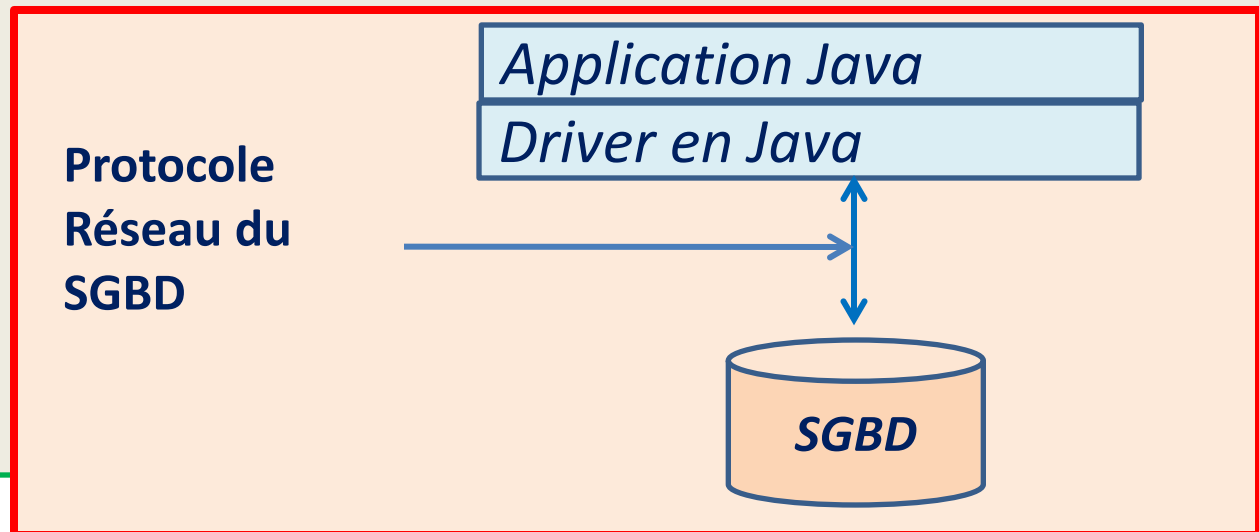 Application Java
Driver en Java
Protocole
Réseau du
SGBD
SGBD